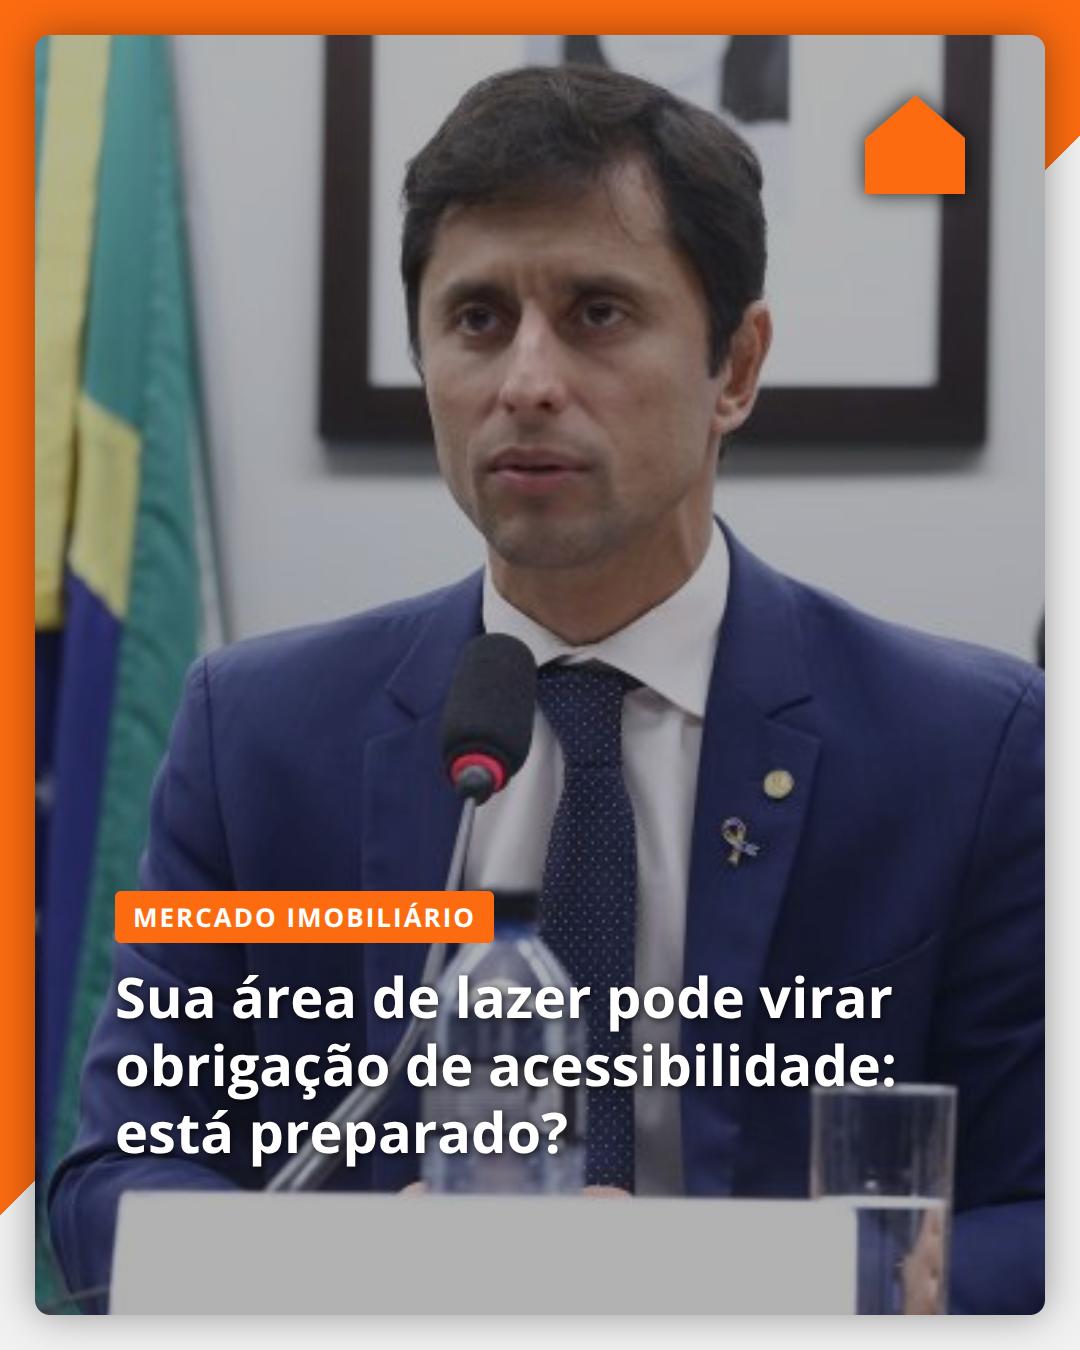 MERCADO IMOBILIÁRIO
Sua área de lazer pode virar
obrigação de acessibilidade:
está preparado?